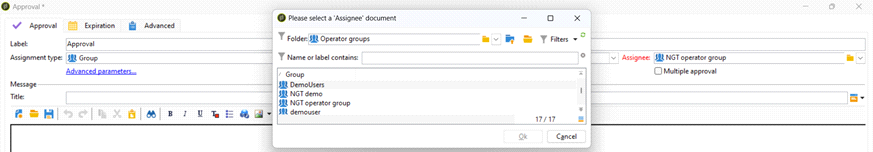 Approval *
Please select a 'Assignee' document
Approval
Expiration
Advanced
Folder: Operator groups
Filters
Label: Approval
Name or label contains:
Assignment type: Group
Assignee: NGT operator group
Advanced parameters...
Multiple approval
Group
Message
DemoUsers
Title:
NGT demo
NGT operator group
demouser
B I U T
17 / 17
Ok
Cancel